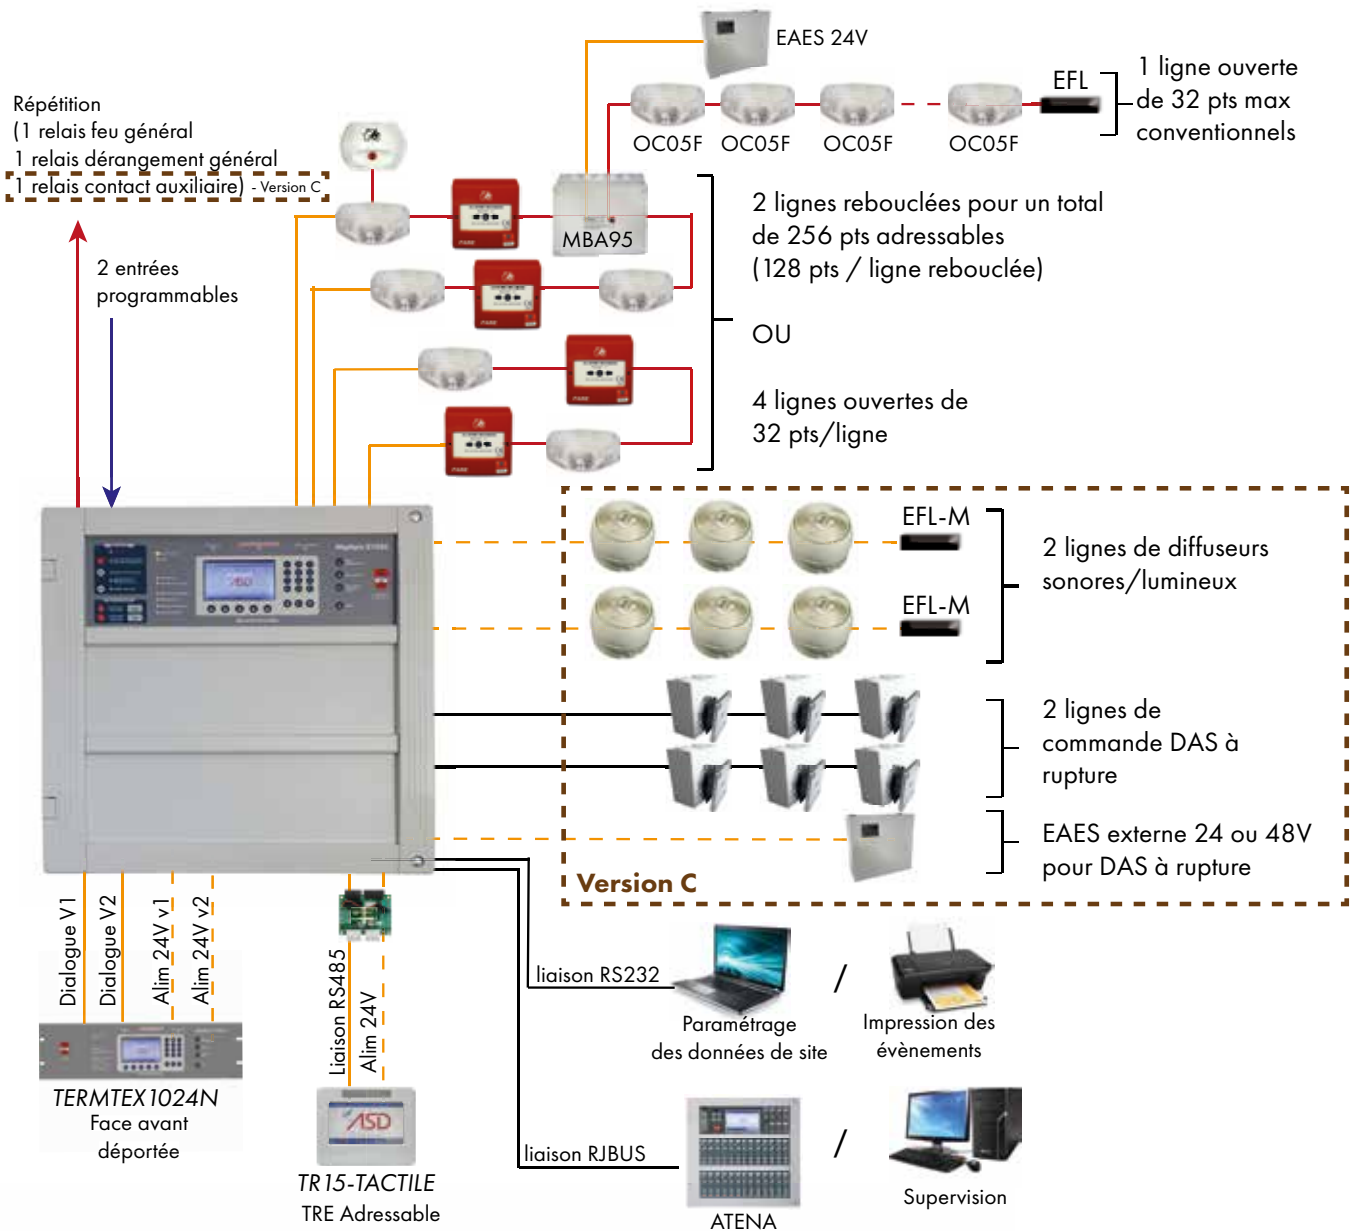 EAES 24V
EFL
1 ligne ouverte
de 32 pts max
conventionnels
OC05F
OC05F
OC05F
OC05F
Répétition
(1 relais feu général
1 relais dérangement général
1 relais contact auxiliaire) - Version C
2 entrées
programmables
MBA95
2 lignes rebouclées pour un total
de 256 pts adressables
(128 pts / ligne rebouclée)
OU
4 lignes ouvertes de
32 pts/ligne
EFL-M
EFL-M
2 lignes de diffuseurs
sonores/lumineux
2 lignes de
commande DAS à
rupture
EAES externe 24 ou 48V
pour DAS à rupture
Version C
Dialogue V1
Dialogue V2
Alim 24V v1
Alim 24V v2
Liaison RS485
Alim 24V
liaison RS232
/
Paramétrage
des données de site
Impression des
évènements
TERMTEX1024N
Face avant
déportée
ASD
TR15-TACTILE
TRE Adressable
liaison RJBUS
/
ATENA
Supervision